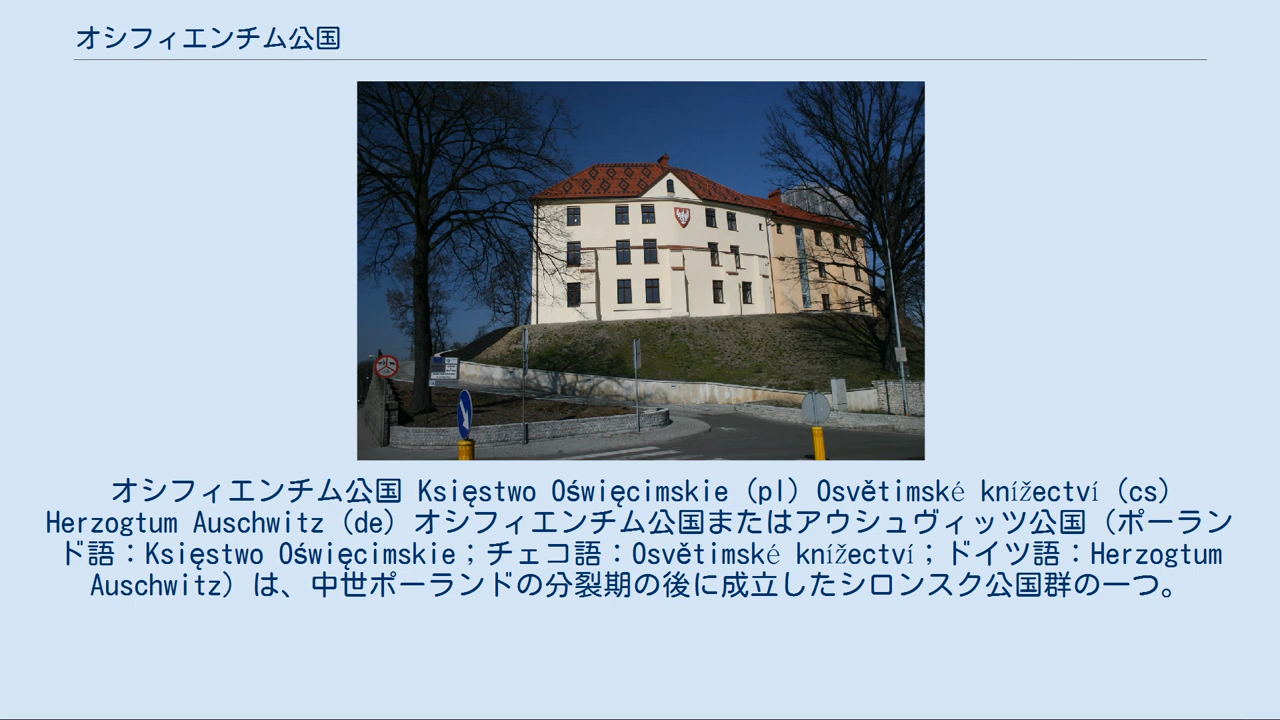 オシフィエンチム公国
オシフィエンチム公国 Księstwo Oświęcimskie (pl) Osvětimské knížectví (cs)
Herzogtum Auschwitz (de) オシフィエンチム公国またはアウシュヴィッツ公国（ポーラン
ド語：Księstwo Oświęcimskie；チェコ語：Osvětimské knížectví；ドイツ語：Herzogtum
Auschwitz）は、中世ポーランドの分裂期の後に成立したシロンスク公国群の一つ。